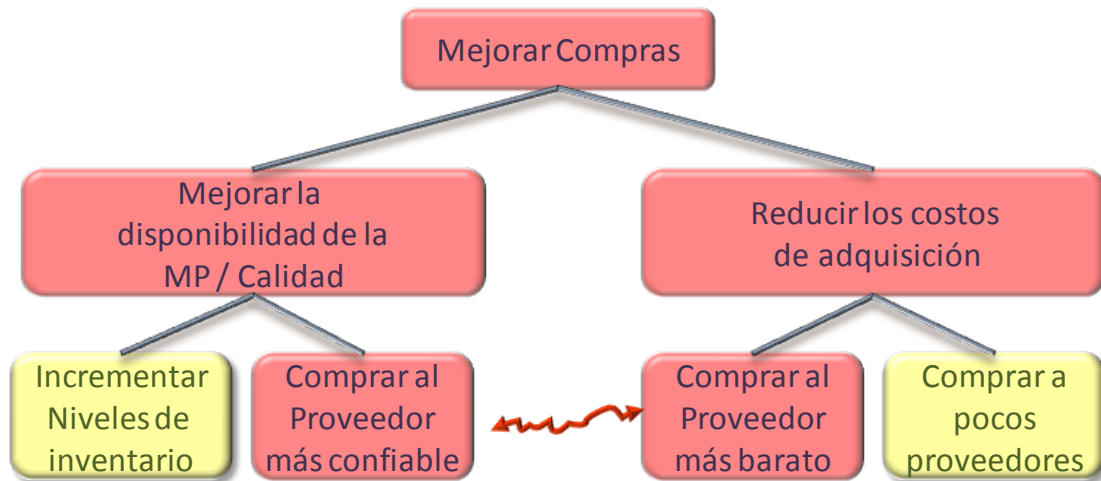 Mejorar Compras
Mejorar la
disponibilidad de la
MP / Calidad
Reducir los costos
de adquisición
Incrementar
Niveles de
inventario
Comprar al
Proveedor
más confiable
Comprar al
Proveedor
más barato
Comprar a
pocos
proveedores